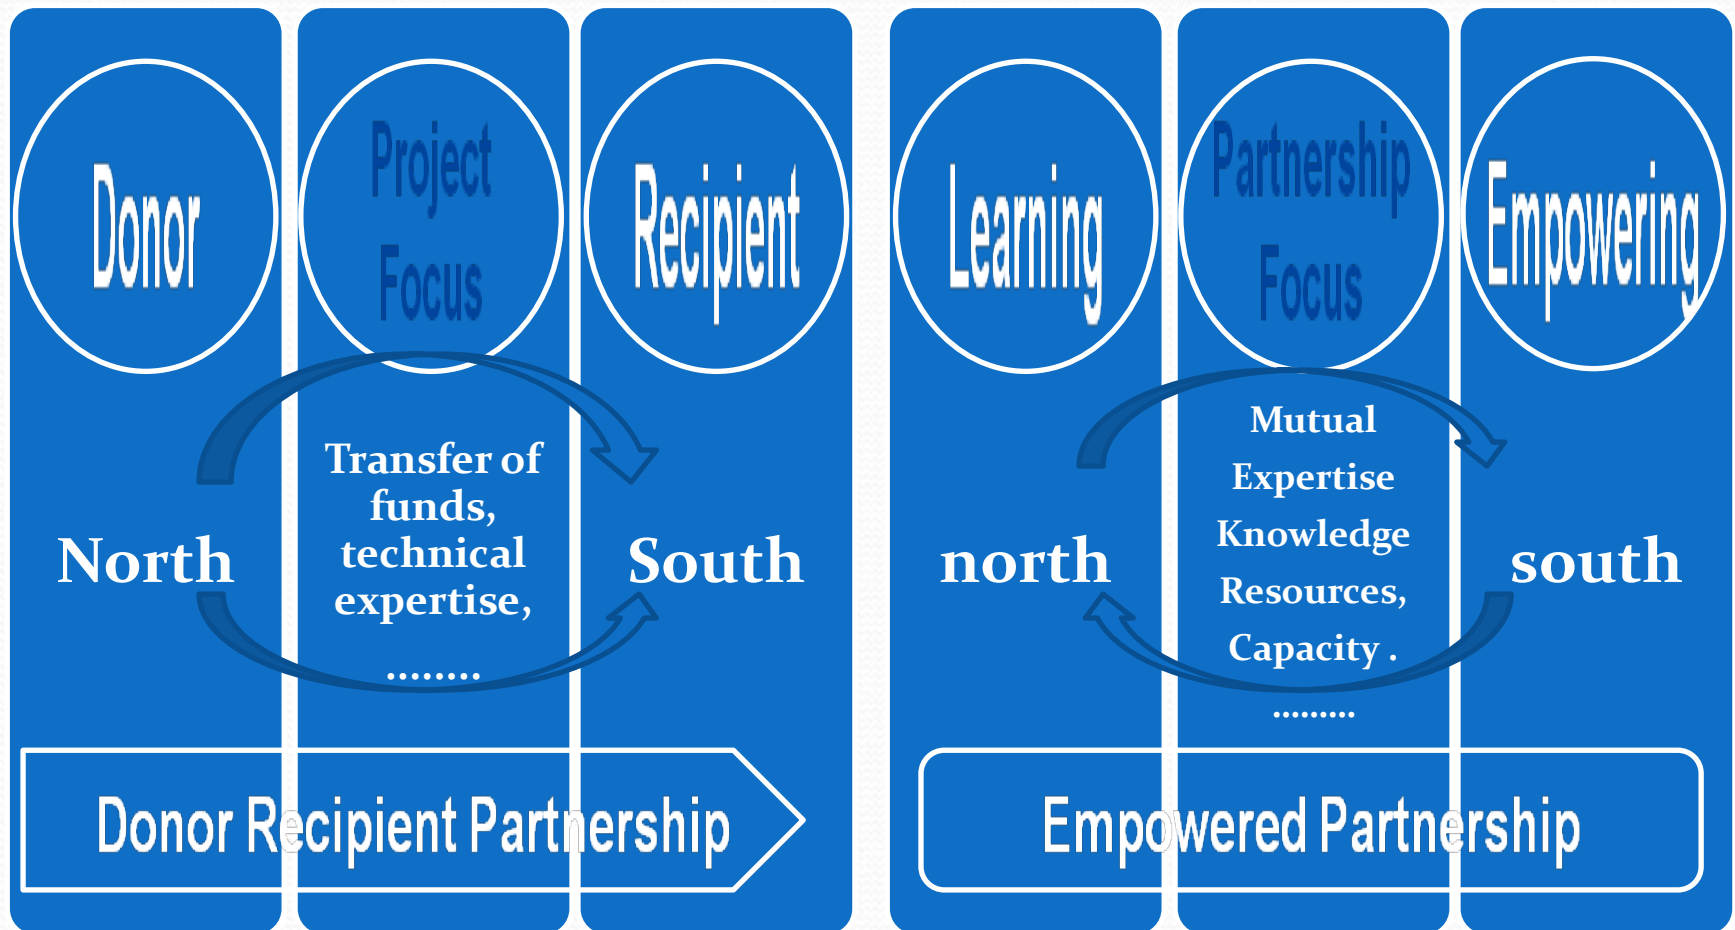 Donor
Project
Focus
Recipient
North
Transfer of
funds,
technical
expertise,
........
South
Donor Recipient Partnership
Learning
Partnership
Focus
Empowering
north
Mutual
Expertise
Knowledge
Resources,
Capacity .
.........
south
Empowered Partnership